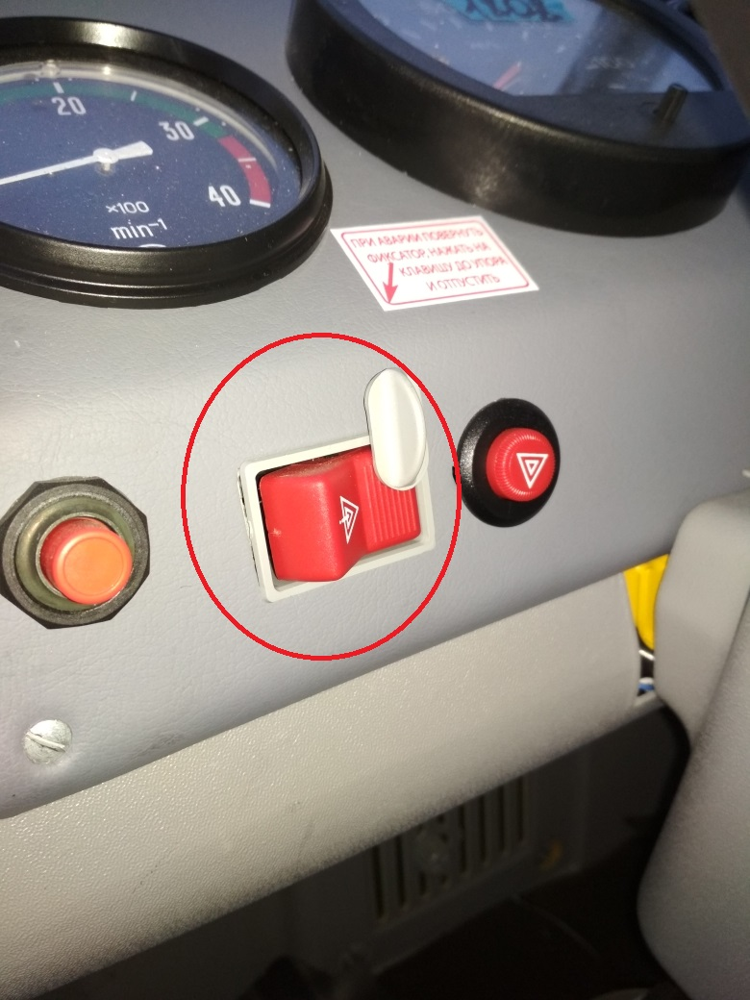 20
30
40
×100
min⁻¹
ПРИ АВАРИИ ПОВЕРНУТЬ
ФИКСАТОР, НАЖАТЬ НА
КЛАВИШУ ДО УПОРА
И ОТПУСТИТЬ